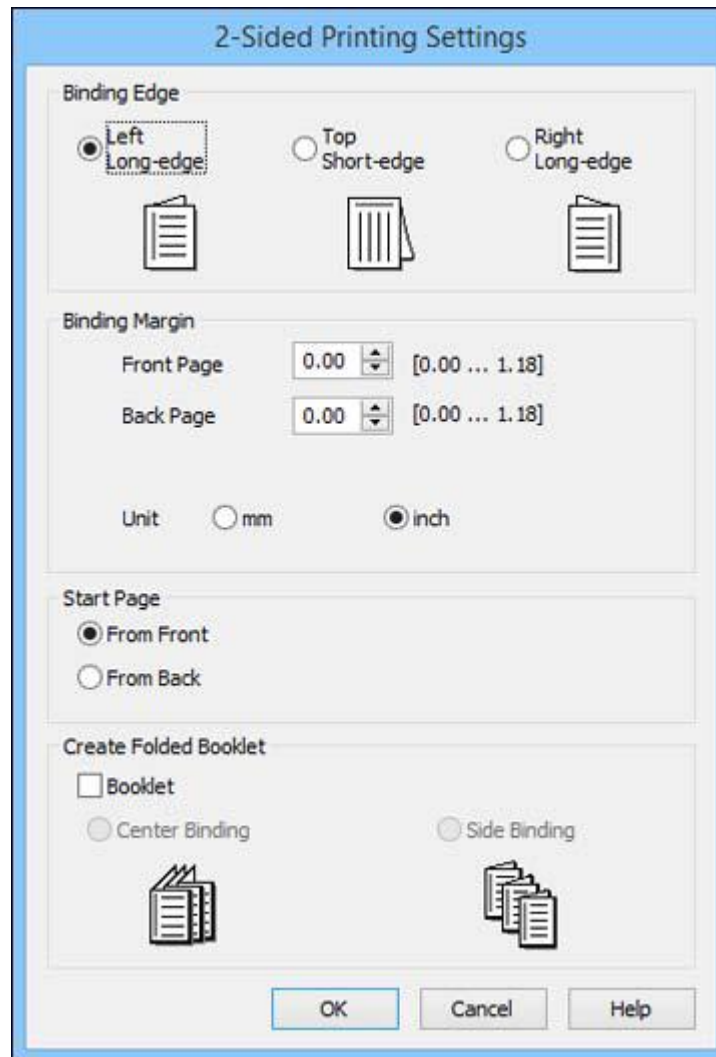 2-Sided Printing Settings
Binding Edge
Left
Long-edge
Top
Short-edge
Right
Long-edge
Binding Margin
Front Page 0.00 [0.00 ... 1.18]
Back Page 0.00 [0.00 ... 1.18]
Unit mm inch
Start Page
From Front
From Back
Create Folded Booklet
Booklet
Center Binding Side Binding
OK Cancel Help